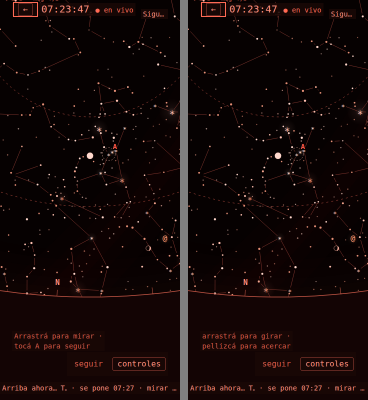 ← 07:23:47 ● en vivo
Sigu…
A
@
N
Arrastrá para mirar ·
tocá A para seguir
seguir controles
Arriba ahora… T. · se pone 07:27 · mirar …
← 07:23:47 ● en vivo
Sigu…
A
@
N
arrastrá para girar ·
pellizcá para acercar
seguir controles
Arriba ahora… T. · se pone 07:27 · mirar …